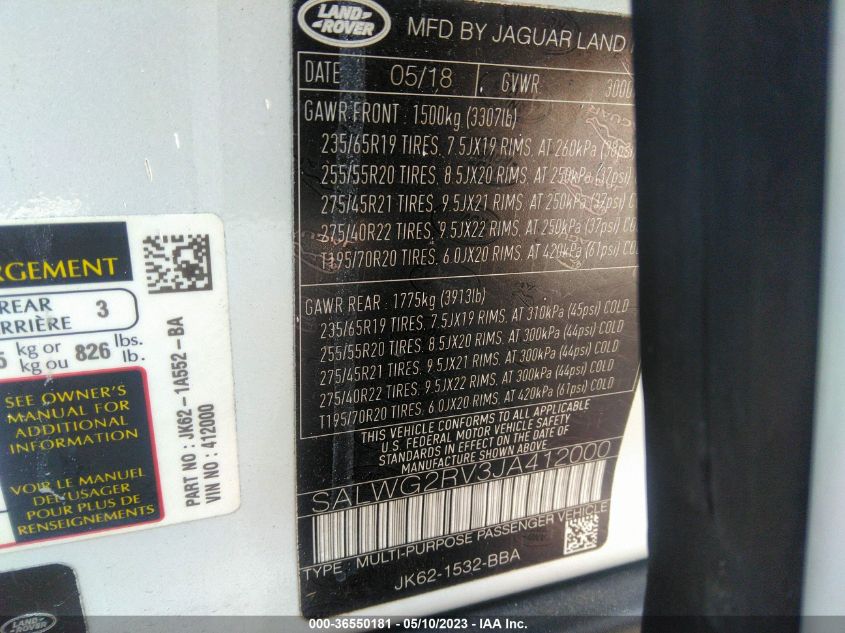 LAND ROVER
MFD BY JAGUAR LAND
DATE 05/18 GVWR 3000
GAWR FRONT : 1500kg (3307lb)
235/65R19 TIRES, 7.5JX19 RIMS, AT 260kPa (38psi)
255/55R20 TIRES, 8.5JX20 RIMS, AT 250kPa (37psi)
275/45R21 TIRES, 9.5JX21 RIMS, AT 250kPa (37psi) CO
275/40R22 TIRES, 9.5JX22 RIMS, AT 250kPa (37psi) CO
T195/70R20 TIRES, 6.0JX20 RIMS, AT 420kPa (61psi) COL
GAWR REAR : 1775kg (3913lb)
235/65R19 TIRES, 7.5JX19 RIMS, AT 310kPa (45psi) COLD
255/55R20 TIRES, 8.5JX20 RIMS, AT 300kPa (44psi) COLD
275/45R21 TIRES, 9.5JX21 RIMS, AT 300kPa (44psi) COLD
275/40R22 TIRES, 9.5JX22 RIMS, AT 300kPa (44psi) COLD
T195/70R20 TIRES, 6.0JX20 RIMS, AT 420kPa (61psi) COLD
THIS VEHICLE CONFORMS TO ALL APPLICABLE
U.S. FEDERAL MOTOR VEHICLE SAFETY
STANDARDS IN EFFECT ON THE DATE OF
MANUFACTURE SHOWN ABOVE
SALWG2RV3JA412000
TYPE : MULTI-PURPOSE PASSENGER VEHICLE
JK62-1532-BBA
RGEMENT
REAR
RRIÈRE 3
5 kg or kg ou 826 lbs. lb.
SEE OWNER'S
MANUAL FOR
ADDITIONAL
INFORMATION
VOIR LE MANUEL
DE L'USAGER
POUR PLUS DE
RENSEIGNEMENTS
PART NO : JK62-1A552-BA
VIN NO : 412000
LAND ROVER
000-36550181 - 05/10/2023 - IAA Inc.